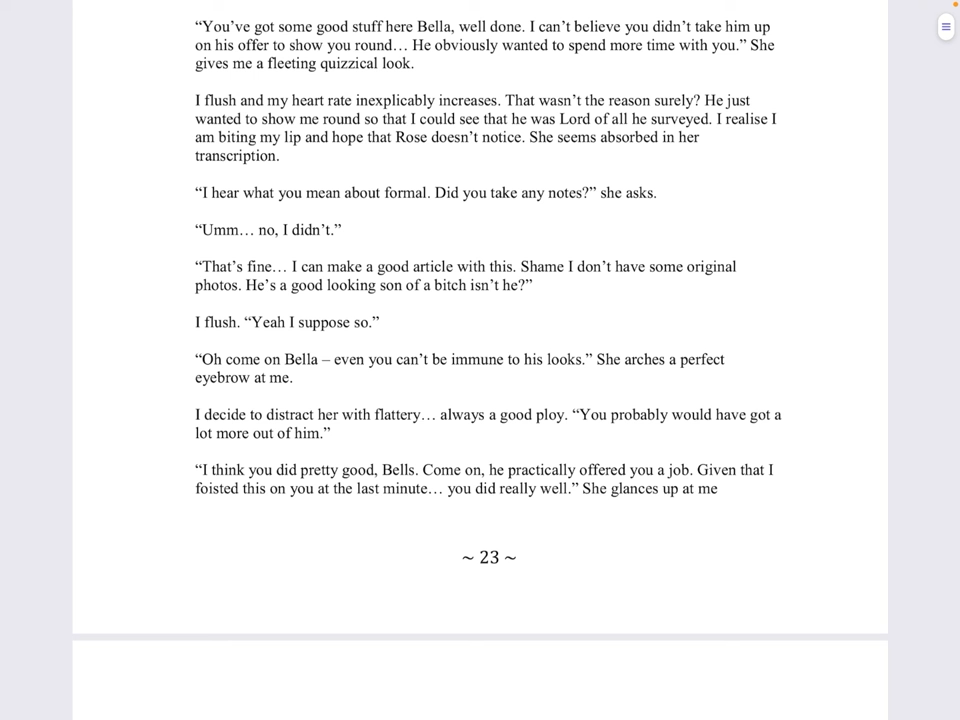 “You’ve got some good stuff here Bella, well done. I can’t believe you didn’t take him up
on his offer to show you round… He obviously wanted to spend more time with you.” She
gives me a fleeting quizzical look.
I flush and my heart rate inexplicably increases. That wasn’t the reason surely? He just
wanted to show me round so that I could see that he was Lord of all he surveyed. I realise I
am biting my lip and hope that Rose doesn’t notice. She seems absorbed in her
transcription.
“I hear what you mean about formal. Did you take any notes?” she asks.
“Umm… no, I didn’t.”
“That’s fine… I can make a good article with this. Shame I don’t have some original
photos. He’s a good looking son of a bitch isn’t he?”
I flush. “Yeah I suppose so.”
“Oh come on Bella – even you can’t be immune to his looks.” She arches a perfect
eyebrow at me.
I decide to distract her with flattery… always a good ploy. “You probably would have got a
lot more out of him.”
“I think you did pretty good, Bells. Come on, he practically offered you a job. Given that I
foisted this on you at the last minute… you did really well.” She glances up at me
~ 23 ~